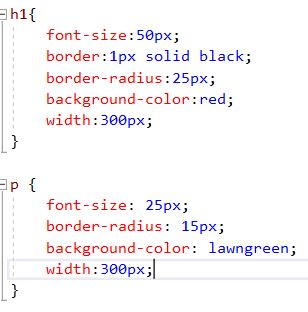 h1{
font-size:50px;
border:1px solid black;
border-radius:25px;
background-color:red;
width:300px;
}
p {
font-size: 25px;
border-radius: 15px;
background-color: lawngreen;
width:300px;
}